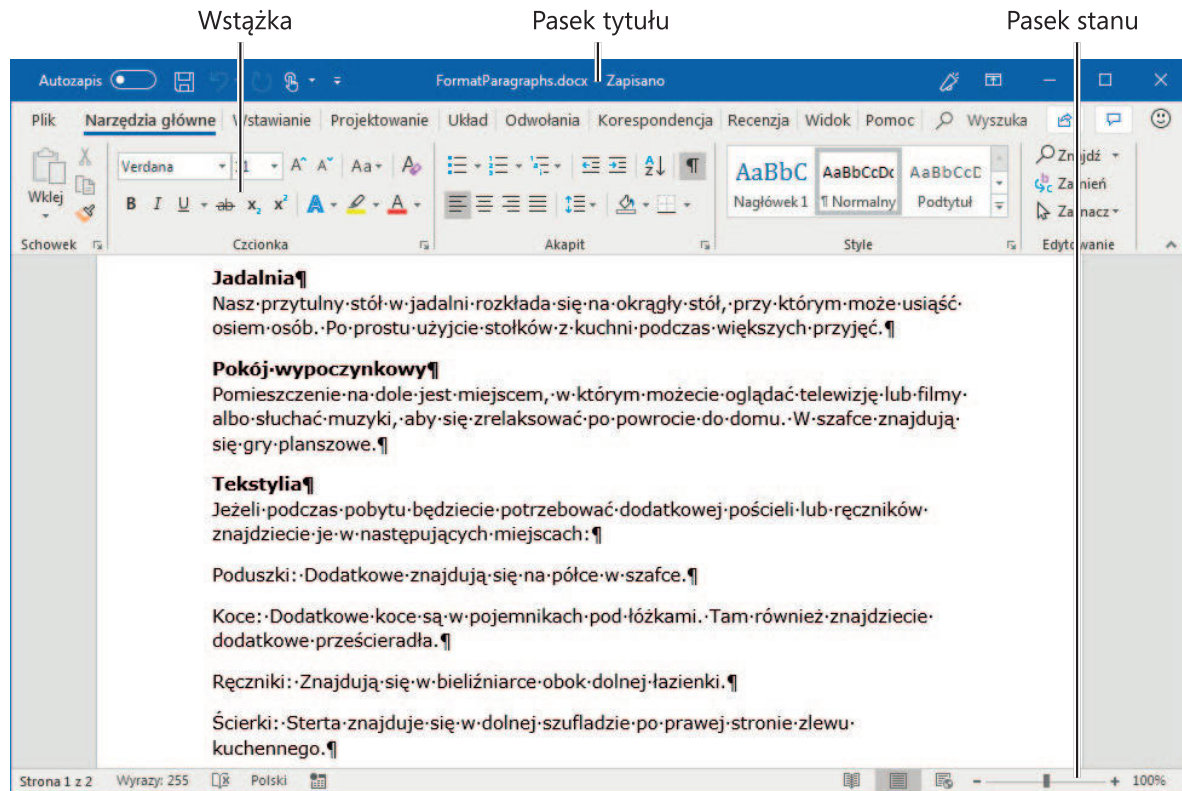 Wstążka Pasek tytułu Pasek stanu
Autozapis FormatParagraphs.docx - Zapisano
Plik Narzędzia główne Wstawianie Projektowanie Układ Odwołania Korespondencja Recenzja Widok Pomoc Wyszuka
Wklej
Verdana 11 A A Aa A
B I U ab x₂ x² A A
AaBbC AaBbCcDc AaBbCcD
Nagłówek 1 ¶ Normalny Podtytuł
Znajdź
Zamień
Zaznacz
Schowek Czcionka Akapit Style Edytowanie
Jadalnia¶
Nasz·przytulny·stół·w·jadalni·rozkłada·się·na·okrągły·stół,·przy·którym·może·usiąść·
osiem·osób.·Po·prostu·użyjcie·stołków·z·kuchni·podczas·większych·przyjęć.¶
Pokój·wypoczynkowy¶
Pomieszczenie·na·dole·jest·miejscem,·w·którym·możecie·oglądać·telewizję·lub·filmy·
albo·słuchać·muzyki,·aby·się·zrelaksować·po·powrocie·do·domu.·W·szafce·znajdują·
się·gry·planszowe.¶
Tekstylia¶
Jeżeli·podczas·pobytu·będziecie·potrzebować·dodatkowej·pościeli·lub·ręczników·
znajdziecie·je·w·następujących·miejscach:¶
Poduszki:·Dodatkowe·znajdują·się·na·półce·w·szafce.¶
Koce:·Dodatkowe·koce·są·w·pojemnikach·pod·łóżkami.·Tam·również·znajdziecie·
dodatkowe·prześcieradła.¶
Ręczniki:·Znajdują·się·w·bieliźniarce·obok·dolnej·łazienki.¶
Ścierki:·Sterta·znajduje·się·w·dolnej·szufladzie·po·prawej·stronie·zlewu·
kuchennego.¶
Strona 1 z 2 Wyrazy: 255 Polski 100%